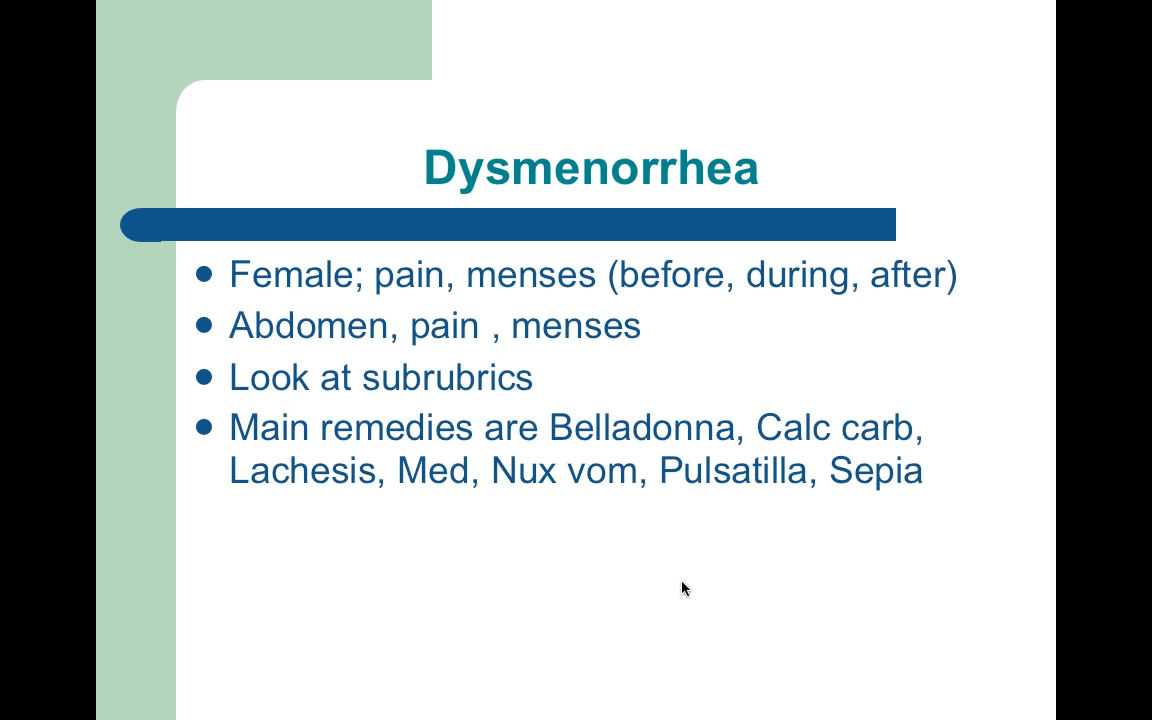 Dysmenorrhea
Female; pain, menses (before, during, after)
Abdomen, pain , menses
Look at subrubrics
Main remedies are Belladonna, Calc carb,
Lachesis, Med, Nux vom, Pulsatilla, Sepia